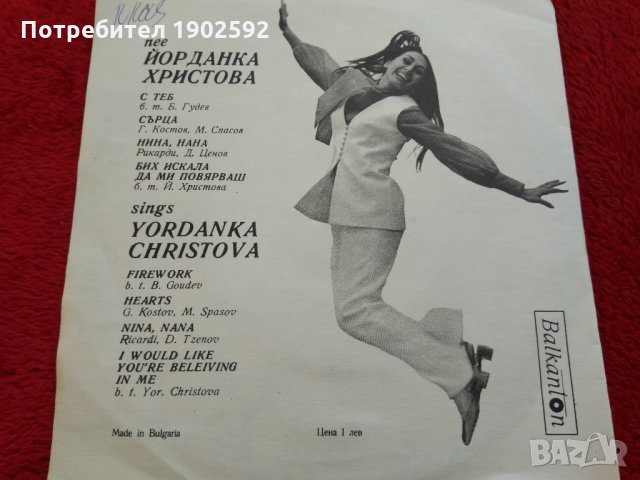 Потребител 1902592
пее
ЙОРДАНКА
ХРИСТОВА
С ТЕБ
б. т. Б. Гудев
СЪРЦА
Г. Костов, М. Спасов
НИНА, НАНА
Рикарди, Д. Ценов
БИХ ИСКАЛА
ДА МИ ПОВЯРВАШ
б. т. Й. Христова
sings
YORDANKA
CHRISTOVA
FIREWORK
b. t. B. Goudev
HEARTS
G. Kostov, M. Spasov
NINA, NANA
Ricardi, D. Tzenov
I WOULD LIKE
YOU'RE BELEIVING
IN ME
b. t. Yor. Christova
Made in Bulgaria
Цена 1 лев
Balkanton
BAZAR